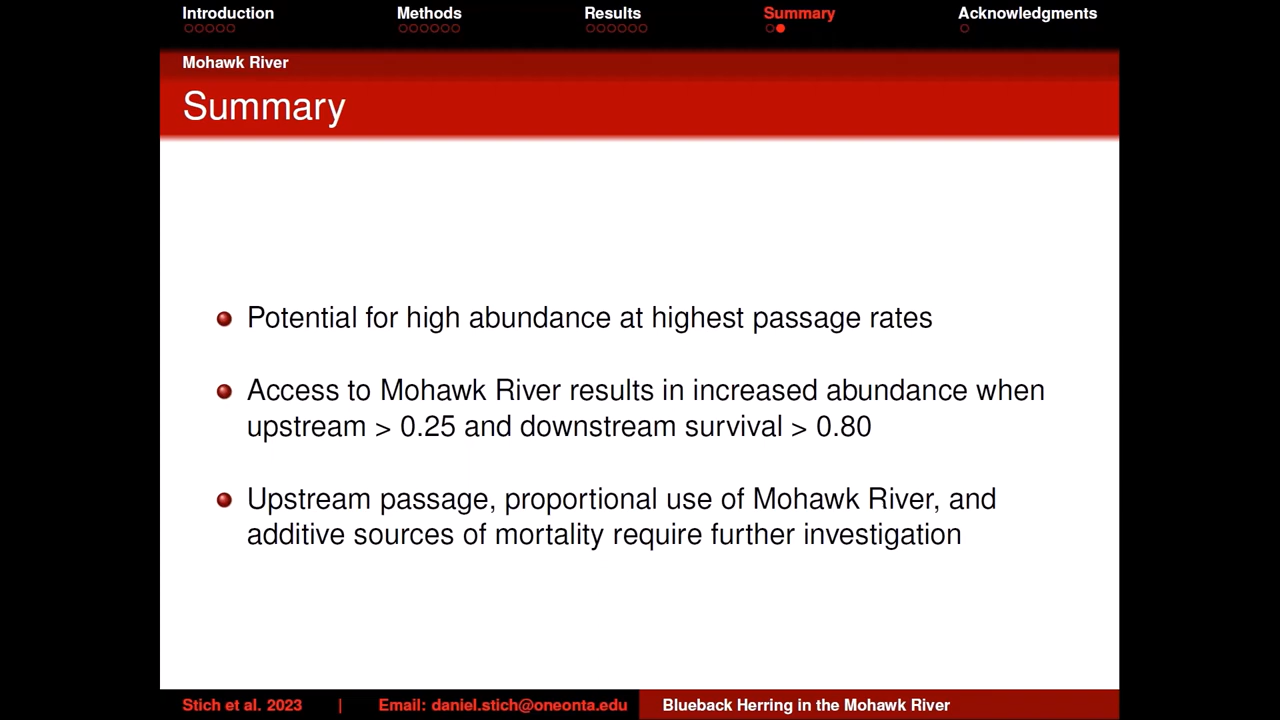 Introduction Methods Results Summary Acknowledgments
Mohawk River
Summary
Potential for high abundance at highest passage rates
Access to Mohawk River results in increased abundance when
upstream > 0.25 and downstream survival > 0.80
Upstream passage, proportional use of Mohawk River, and
additive sources of mortality require further investigation
Stich et al. 2023 | Email: daniel.stich@oneonta.edu Blueback Herring in the Mohawk River